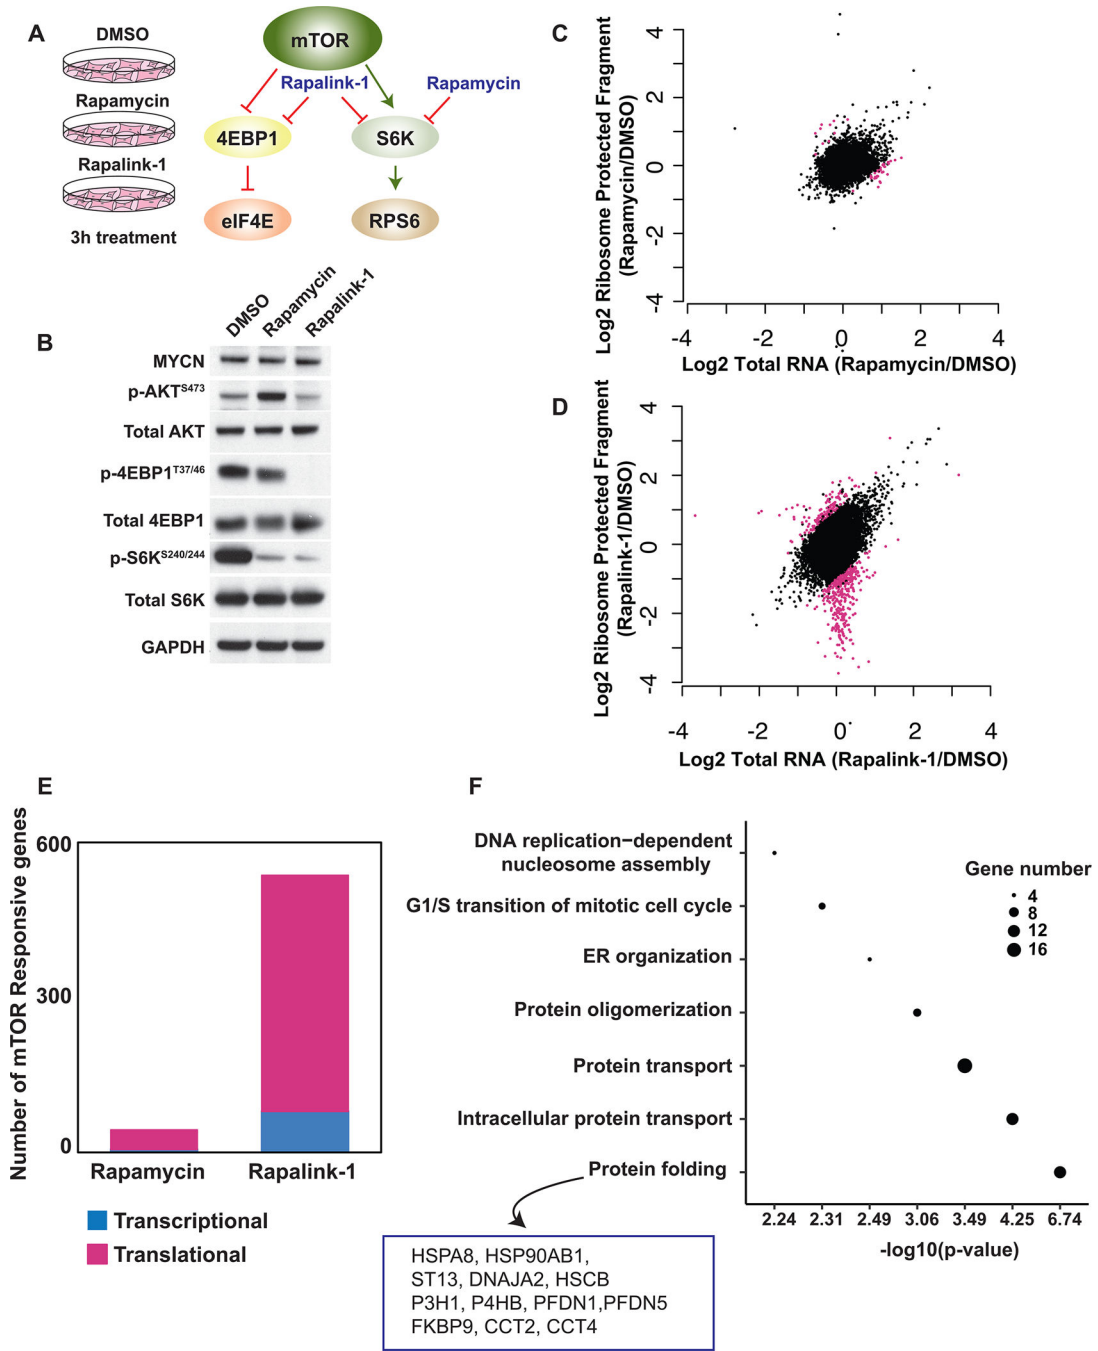 A
DMSO
Rapamycin
Rapalink-1
3h treatment
mTOR
Rapalink-1
Rapamycin
4EBP1
S6K
eIF4E
RPS6
B
DMSO
Rapamycin
Rapalink-1
MYCN
p-AKTS473
Total AKT
p-4EBP1T37/46
Total 4EBP1
p-S6KS240/244
Total S6K
GAPDH
C
Log2 Ribosome Protected Fragment
(Rapamycin/DMSO)
4
2
0
-2
-4
-4
-2
0
2
4
Log2 Total RNA (Rapamycin/DMSO)
D
Log2 Ribosome Protected Fragment
(Rapalink-1/DMSO)
4
2
0
-2
-4
-4
-2
0
2
4
Log2 Total RNA (Rapalink-1/DMSO)
E
Number of mTOR Responsive genes
600
300
0
Rapamycin
Rapalink-1
Transcriptional
Translational
F
DNA replication−dependent
nucleosome assembly
G1/S transition of mitotic cell cycle
ER organization
Protein oligomerization
Protein transport
Intracellular protein transport
Protein folding
Gene number
4
8
12
16
2.24 2.31 2.49 3.06 3.49 4.25 6.74
-log10(p-value)
HSPA8, HSP90AB1,
ST13, DNAJA2, HSCB
P3H1, P4HB, PFDN1,PFDN5
FKBP9, CCT2, CCT4